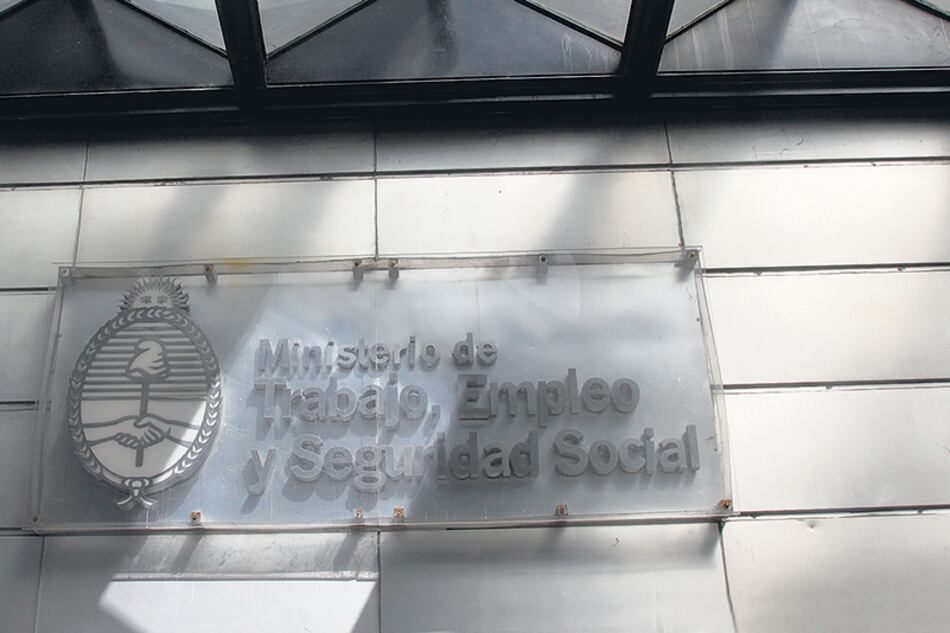 Ministerio de
Trabajo, Empleo
y Seguridad Social